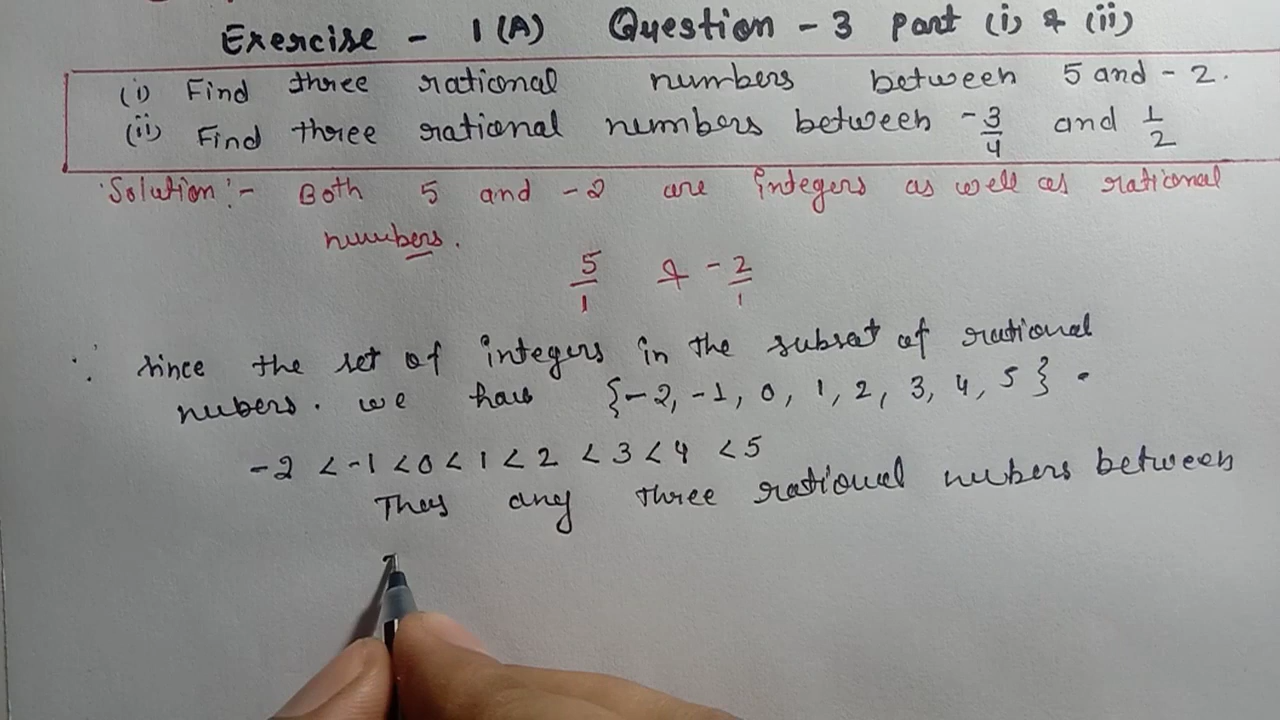 Exercise - 1(A) Question - 3 part (i) & (ii)
(i) Find three rational numbers between 5 and - 2.
(ii) Find three rational numbers between -3/4 and 1/2
Solution:- Both 5 and -2 are integers as well as rational
numbers.
5/1 & -2/1
∵ since the set of integers in the subset of rational
nubers. we have {-2, -1, 0, 1, 2, 3, 4, 5}.
-2 < -1 < 0 < 1 < 2 < 3 < 4 < 5
Thus any three rational nubers between